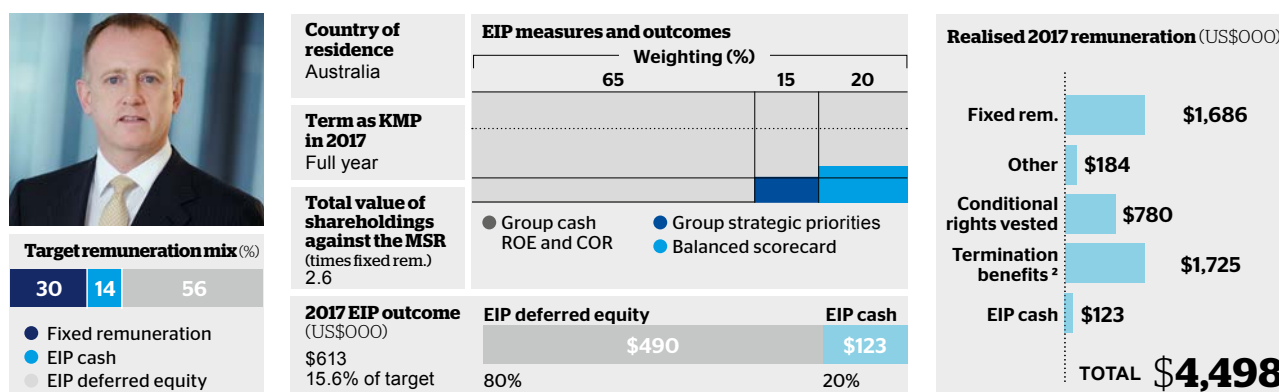 Target remuneration mix (%)
30 14 56
Fixed remuneration
EIP cash
EIP deferred equity
Country of
residence
Australia
Term as KMP
in 2017
Full year
Total value of
shareholdings
against the MSR
(times fixed rem.)
2.6
EIP measures and outcomes
Weighting (%)
65 15 20
Group cash
ROE and COR
Group strategic priorities
Balanced scorecard
2017 EIP outcome
(US$000)
$613
15.6% of target
EIP deferred equity EIP cash
$490 $123
80% 20%
Realised 2017 remuneration (US$000)
Fixed rem. $1,686
Other $184
Conditional
rights vested $780
Termination
benefits ² $1,725
EIP cash $123
TOTAL $4,498